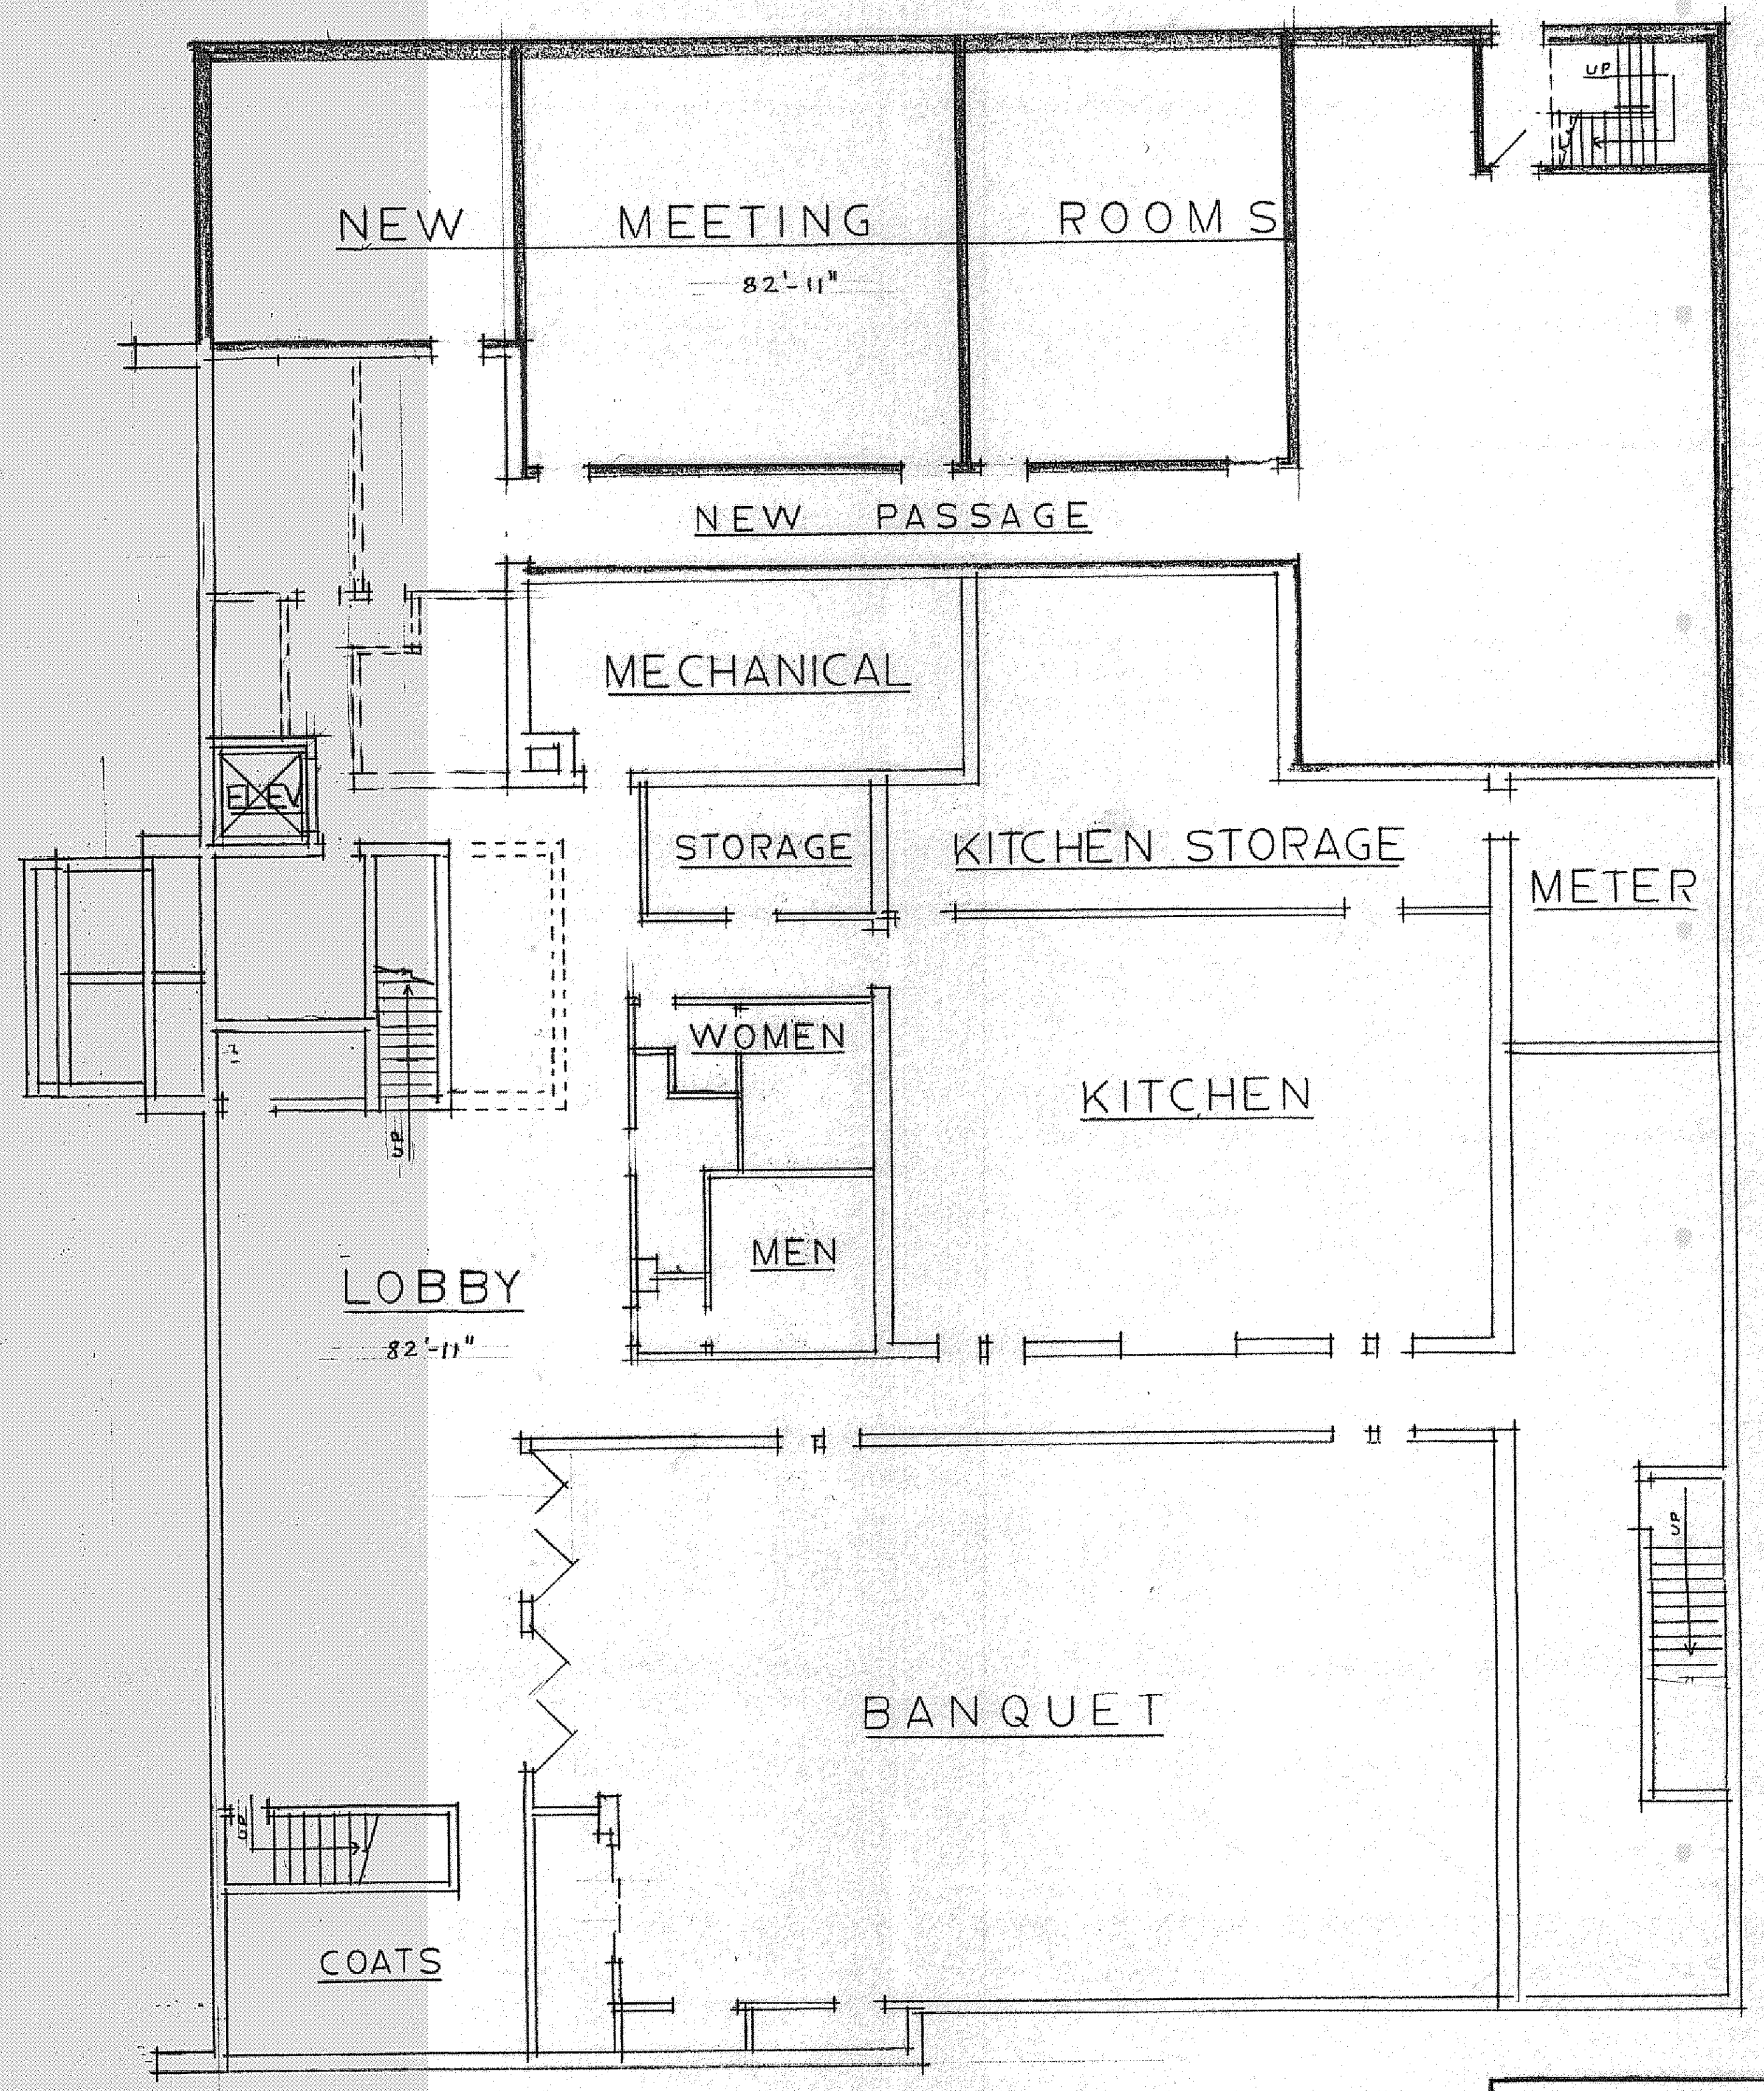 UP
NEW MEETING ROOMS
82'-11"
NEW PASSAGE
MECHANICAL
ELEV
STORAGE
KITCHEN STORAGE
METER
WOMEN
KITCHEN
UP
MEN
LOBBY
82'-11"
UP
BANQUET
UP
COATS